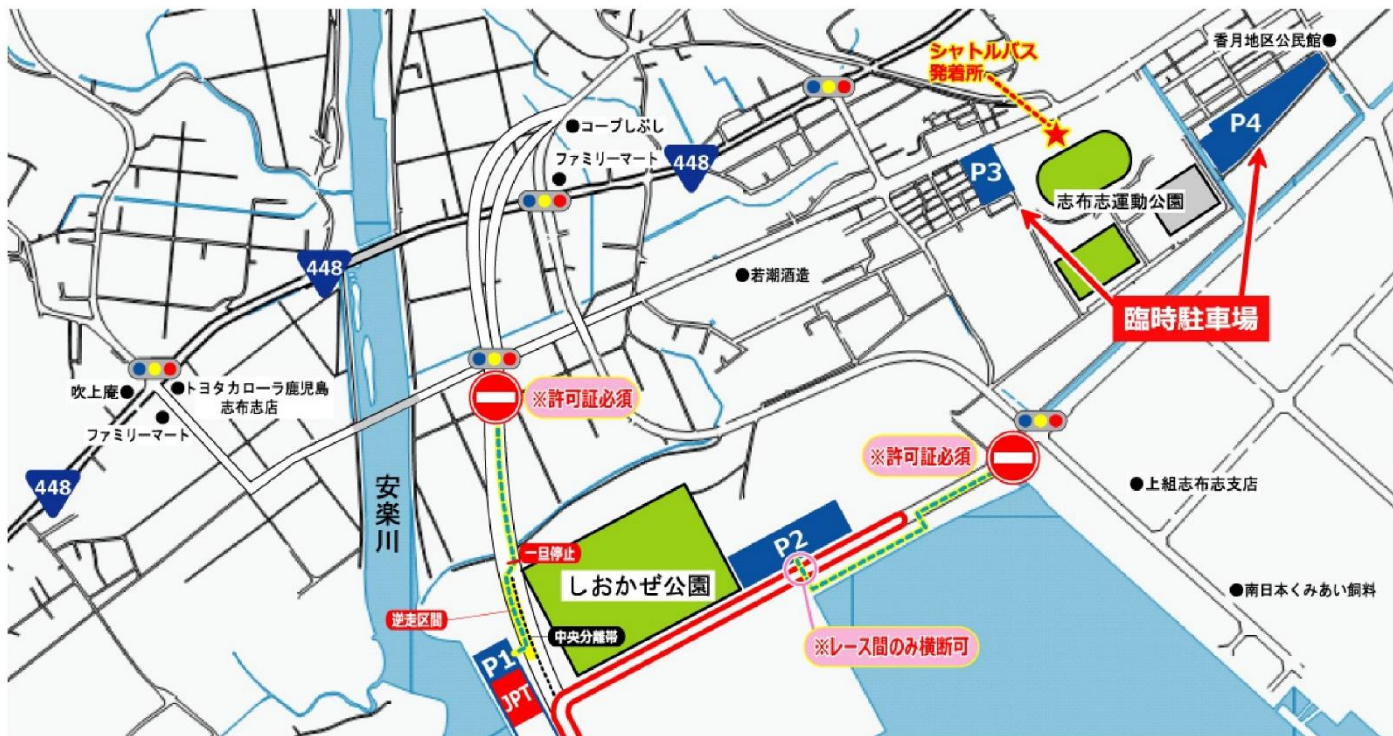 香月地区公民館
シャトルバス
発着所
コープしぶし
ファミリーマート
448
P3
P4
志布志運動公園
448
若潮酒造
臨時駐車場
吹上庵
トヨタカローラ鹿児島
志布志店
ファミリーマート
※許可証必須
448
安楽川
※許可証必須
上組志布志支店
一旦停止
P2
しおかぜ公園
南日本くみあい飼料
逆走区間
中央分離帯
※レース間のみ横断可
P1
JPT